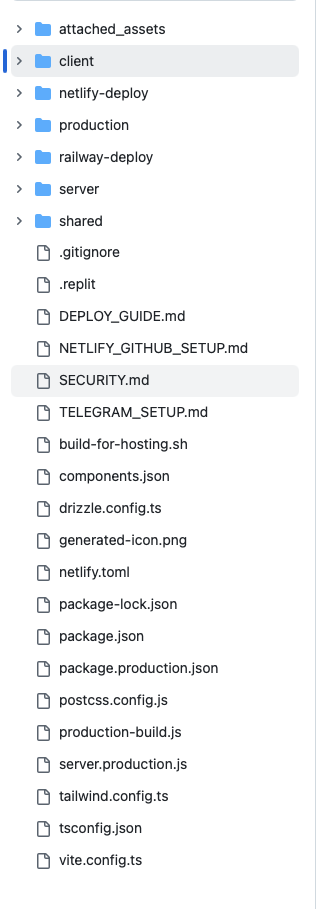 attached_assets
client
netlify-deploy
production
railway-deploy
server
shared
.gitignore
.replit
DEPLOY_GUIDE.md
NETLIFY_GITHUB_SETUP.md
SECURITY.md
TELEGRAM_SETUP.md
build-for-hosting.sh
components.json
drizzle.config.ts
generated-icon.png
netlify.toml
package-lock.json
package.json
package.production.json
postcss.config.js
production-build.js
server.production.js
tailwind.config.ts
tsconfig.json
vite.config.ts